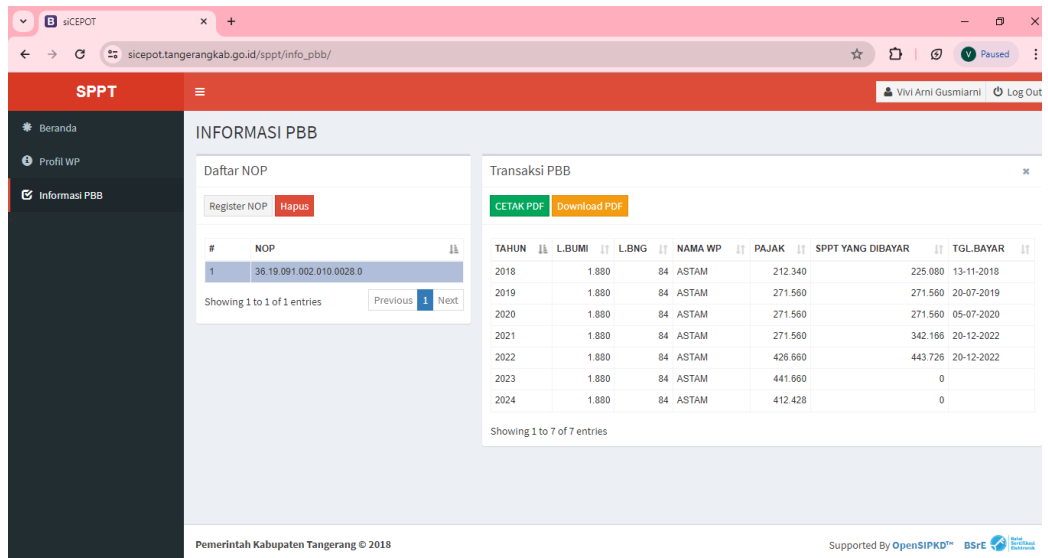 siCEPOT
sicepot.tangerangkab.go.id/sppt/info_pbb/
V Paused
SPPT
Vivi Arni Gusmiarni Log Out
Beranda
Profil WP
Informasi PBB
INFORMASI PBB
Daftar NOP
Register NOP Hapus
# NOP
1 36.19.091.002.010.0028.0
Showing 1 to 1 of 1 entries Previous 1 Next
Transaksi PBB
CETAK PDF Download PDF
TAHUN L.BUMI L.BNG NAMA WP PAJAK SPPT YANG DIBAYAR TGL.BAYAR
2018 1.880 84 ASTAM 212.340 225.080 13-11-2018
2019 1.880 84 ASTAM 271.560 271.560 20-07-2019
2020 1.880 84 ASTAM 271.560 271.560 05-07-2020
2021 1.880 84 ASTAM 271.560 342.166 20-12-2022
2022 1.880 84 ASTAM 426.660 443.726 20-12-2022
2023 1.880 84 ASTAM 441.660 0
2024 1.880 84 ASTAM 412.428 0
Showing 1 to 7 of 7 entries
Pemerintah Kabupaten Tangerang © 2018
Supported By OpenSIPKD™ BSrE Balai Sertifikasi Elektronik